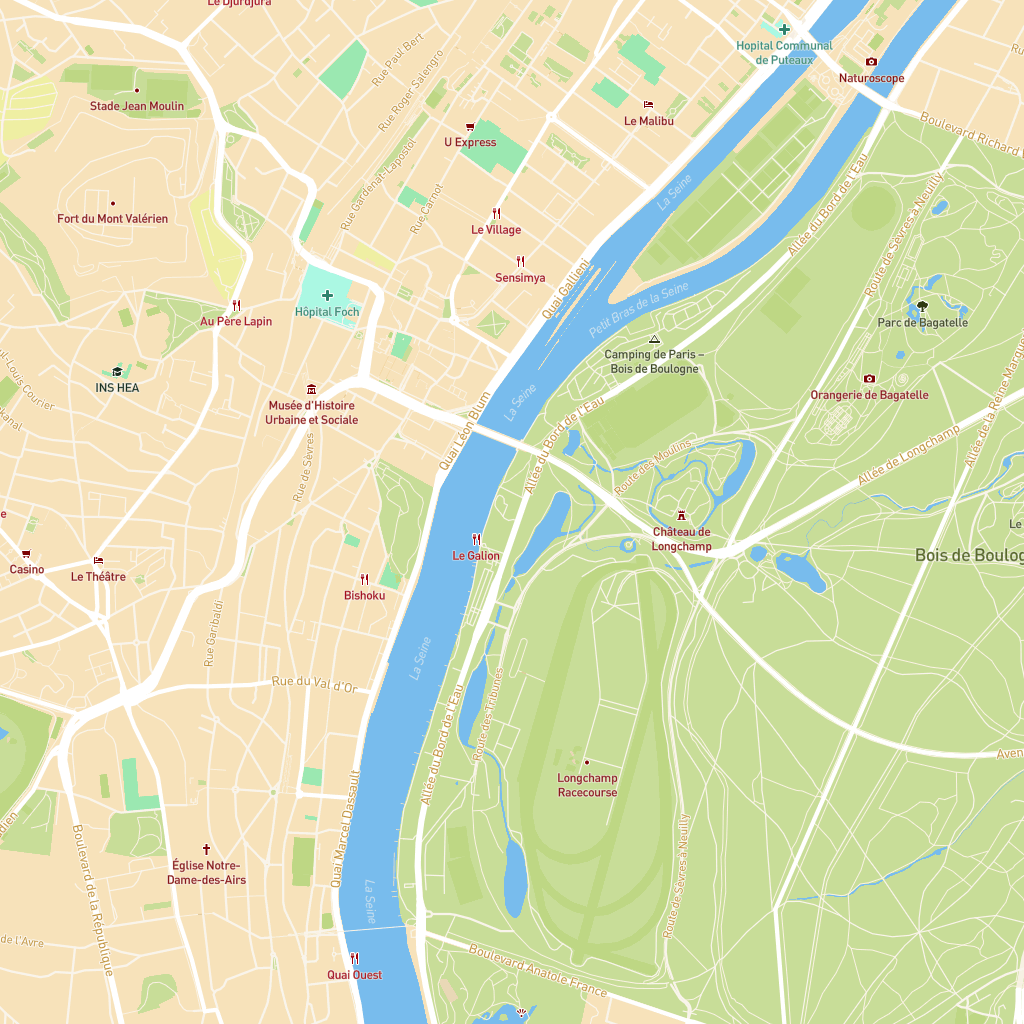 Le Djurdjura
Hopital Communal
de Puteaux
Rue Paul Bert
Rue Roger Salengro
Naturoscope
Stade Jean Moulin
Le Malibu
Boulevard Richard
U Express
Rue Gardenat-Lapostol
Rue Carnot
La Seine
Allée du Bord de l'Eau
Route de Sèvres à Neuilly
Fort du Mont Valérien
Le Village
Sensimya
Quai Gallieni
Petit Bras de la Seine
Hôpital Foch
Au Père Lapin
Parc de Bagatelle
Camping de Paris –
Bois de Boulogne
INS HEA
Musée d'Histoire
Urbaine et Sociale
Orangerie de Bagatelle
Allée de la Reine Margue
Louis Courier
La Seine
Quai Léon Blum
Allée du Bord de l'Eau
Route des Moulins
Allée de Longchamp
Rue de Sèvres
Château de
Longchamp
Le
Bois de Boulog
Casino
Le Théâtre
Le Galion
Bishoku
Rue Garibaldi
La Seine
Rue du Val d'Or
Allée du Bord de l'Eau
Route des Tribunes
Aven
Longchamp
Racecourse
Quai Marcel Dassault
Route de Sèvres à Neuilly
Boulevard de la République
Église Notre-
Dame-des-Airs
La Seine
de l'Avre
Quai Ouest
Boulevard Anatole France